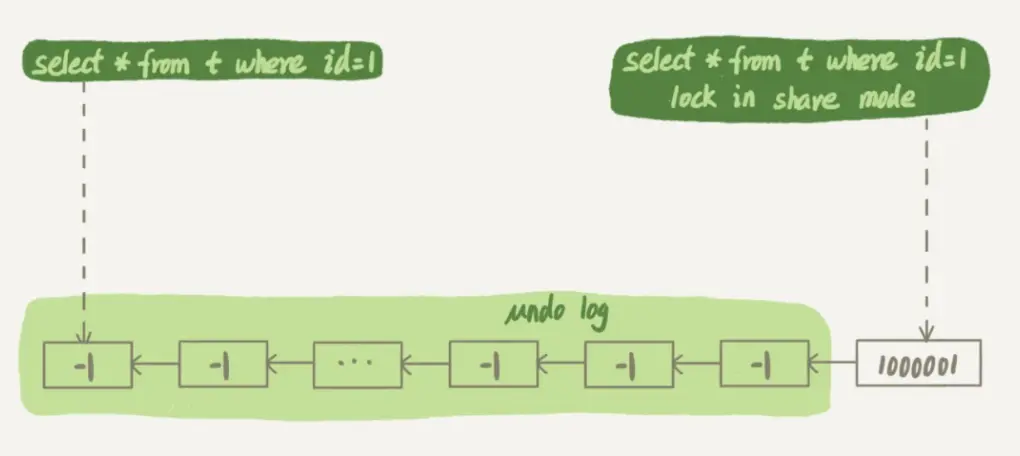 select * from t where id=1
select * from t where id=1
lock in share mode
undo log
-1
-1
...
-1
-1
-1
1000001